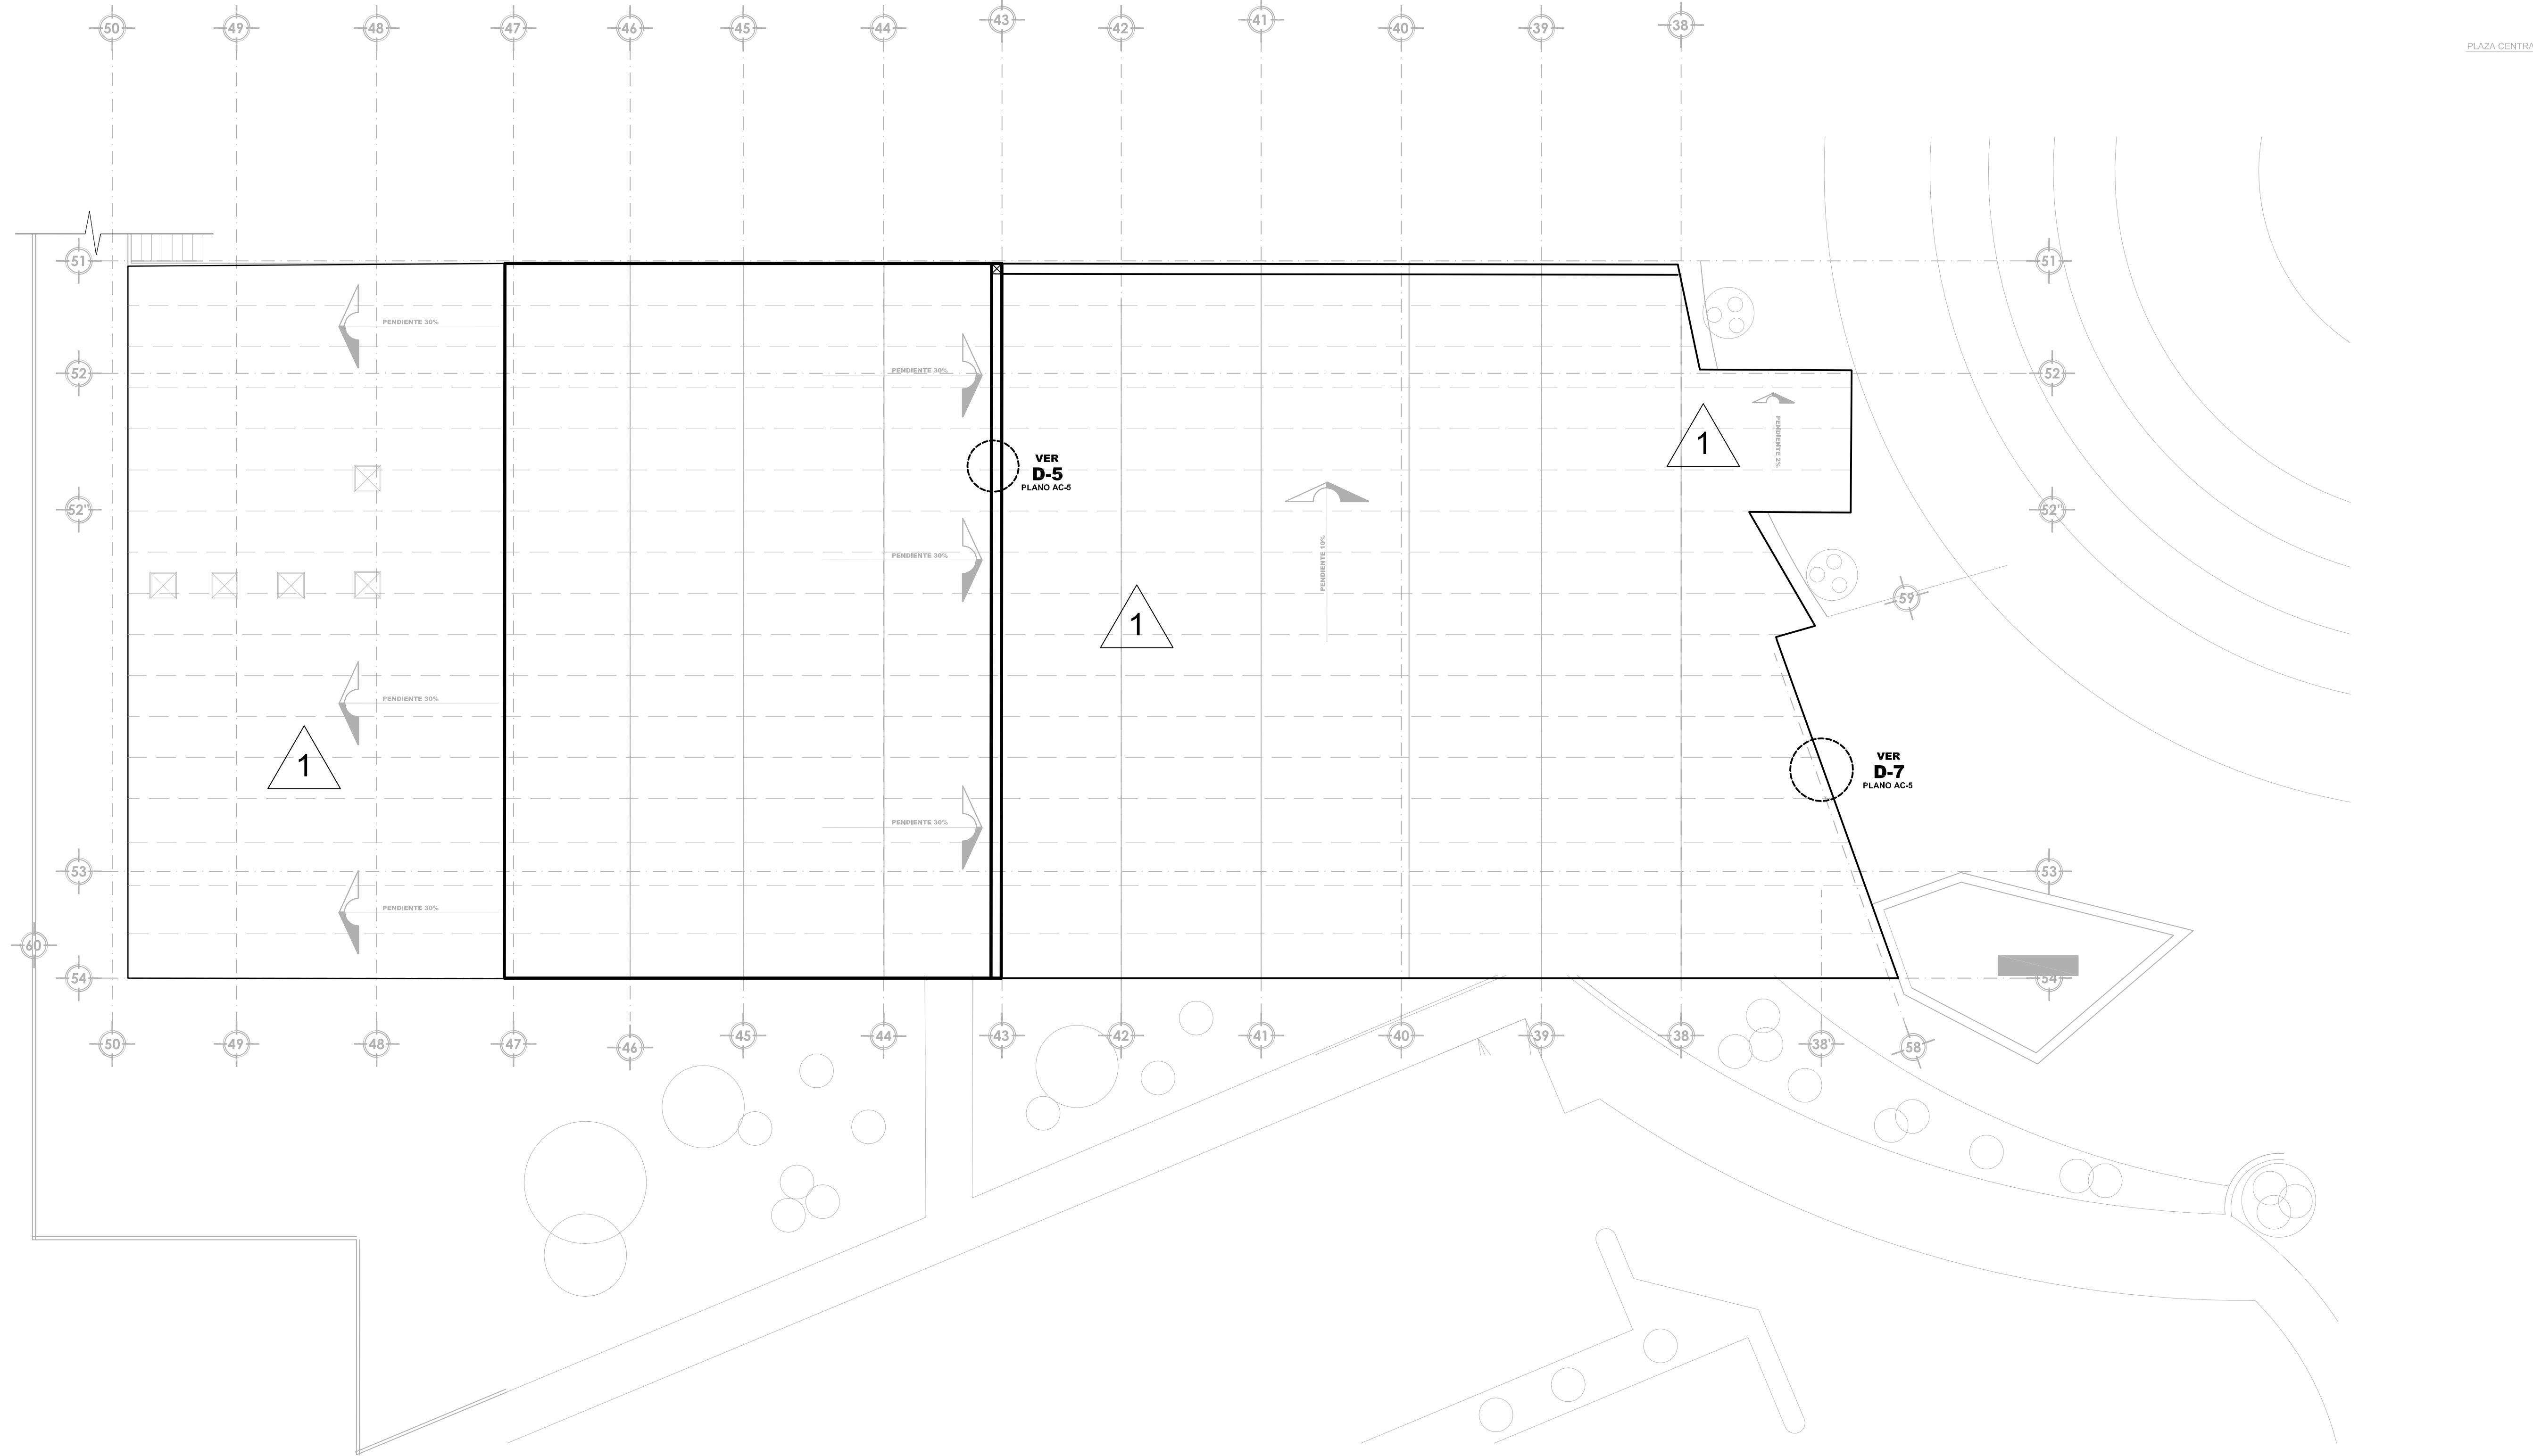 50 49 48 47 46 45 44 43 42 41 40 39 38
PLAZA CENTRA
51 51
PENDIENTE 30%
52 PENDIENTE 30% 52
1 PENDIENTE 2%
VER
D-5
PLANO AC-5
52" 52"
PENDIENTE 30% PENDIENTE 10%
59
1
PENDIENTE 30%
1
VER
D-7
PLANO AC-5
PENDIENTE 30%
53 53
PENDIENTE 30%
60
54 54
50 49 48 47 46 45 44 43 42 41 40 39 38 38' 58